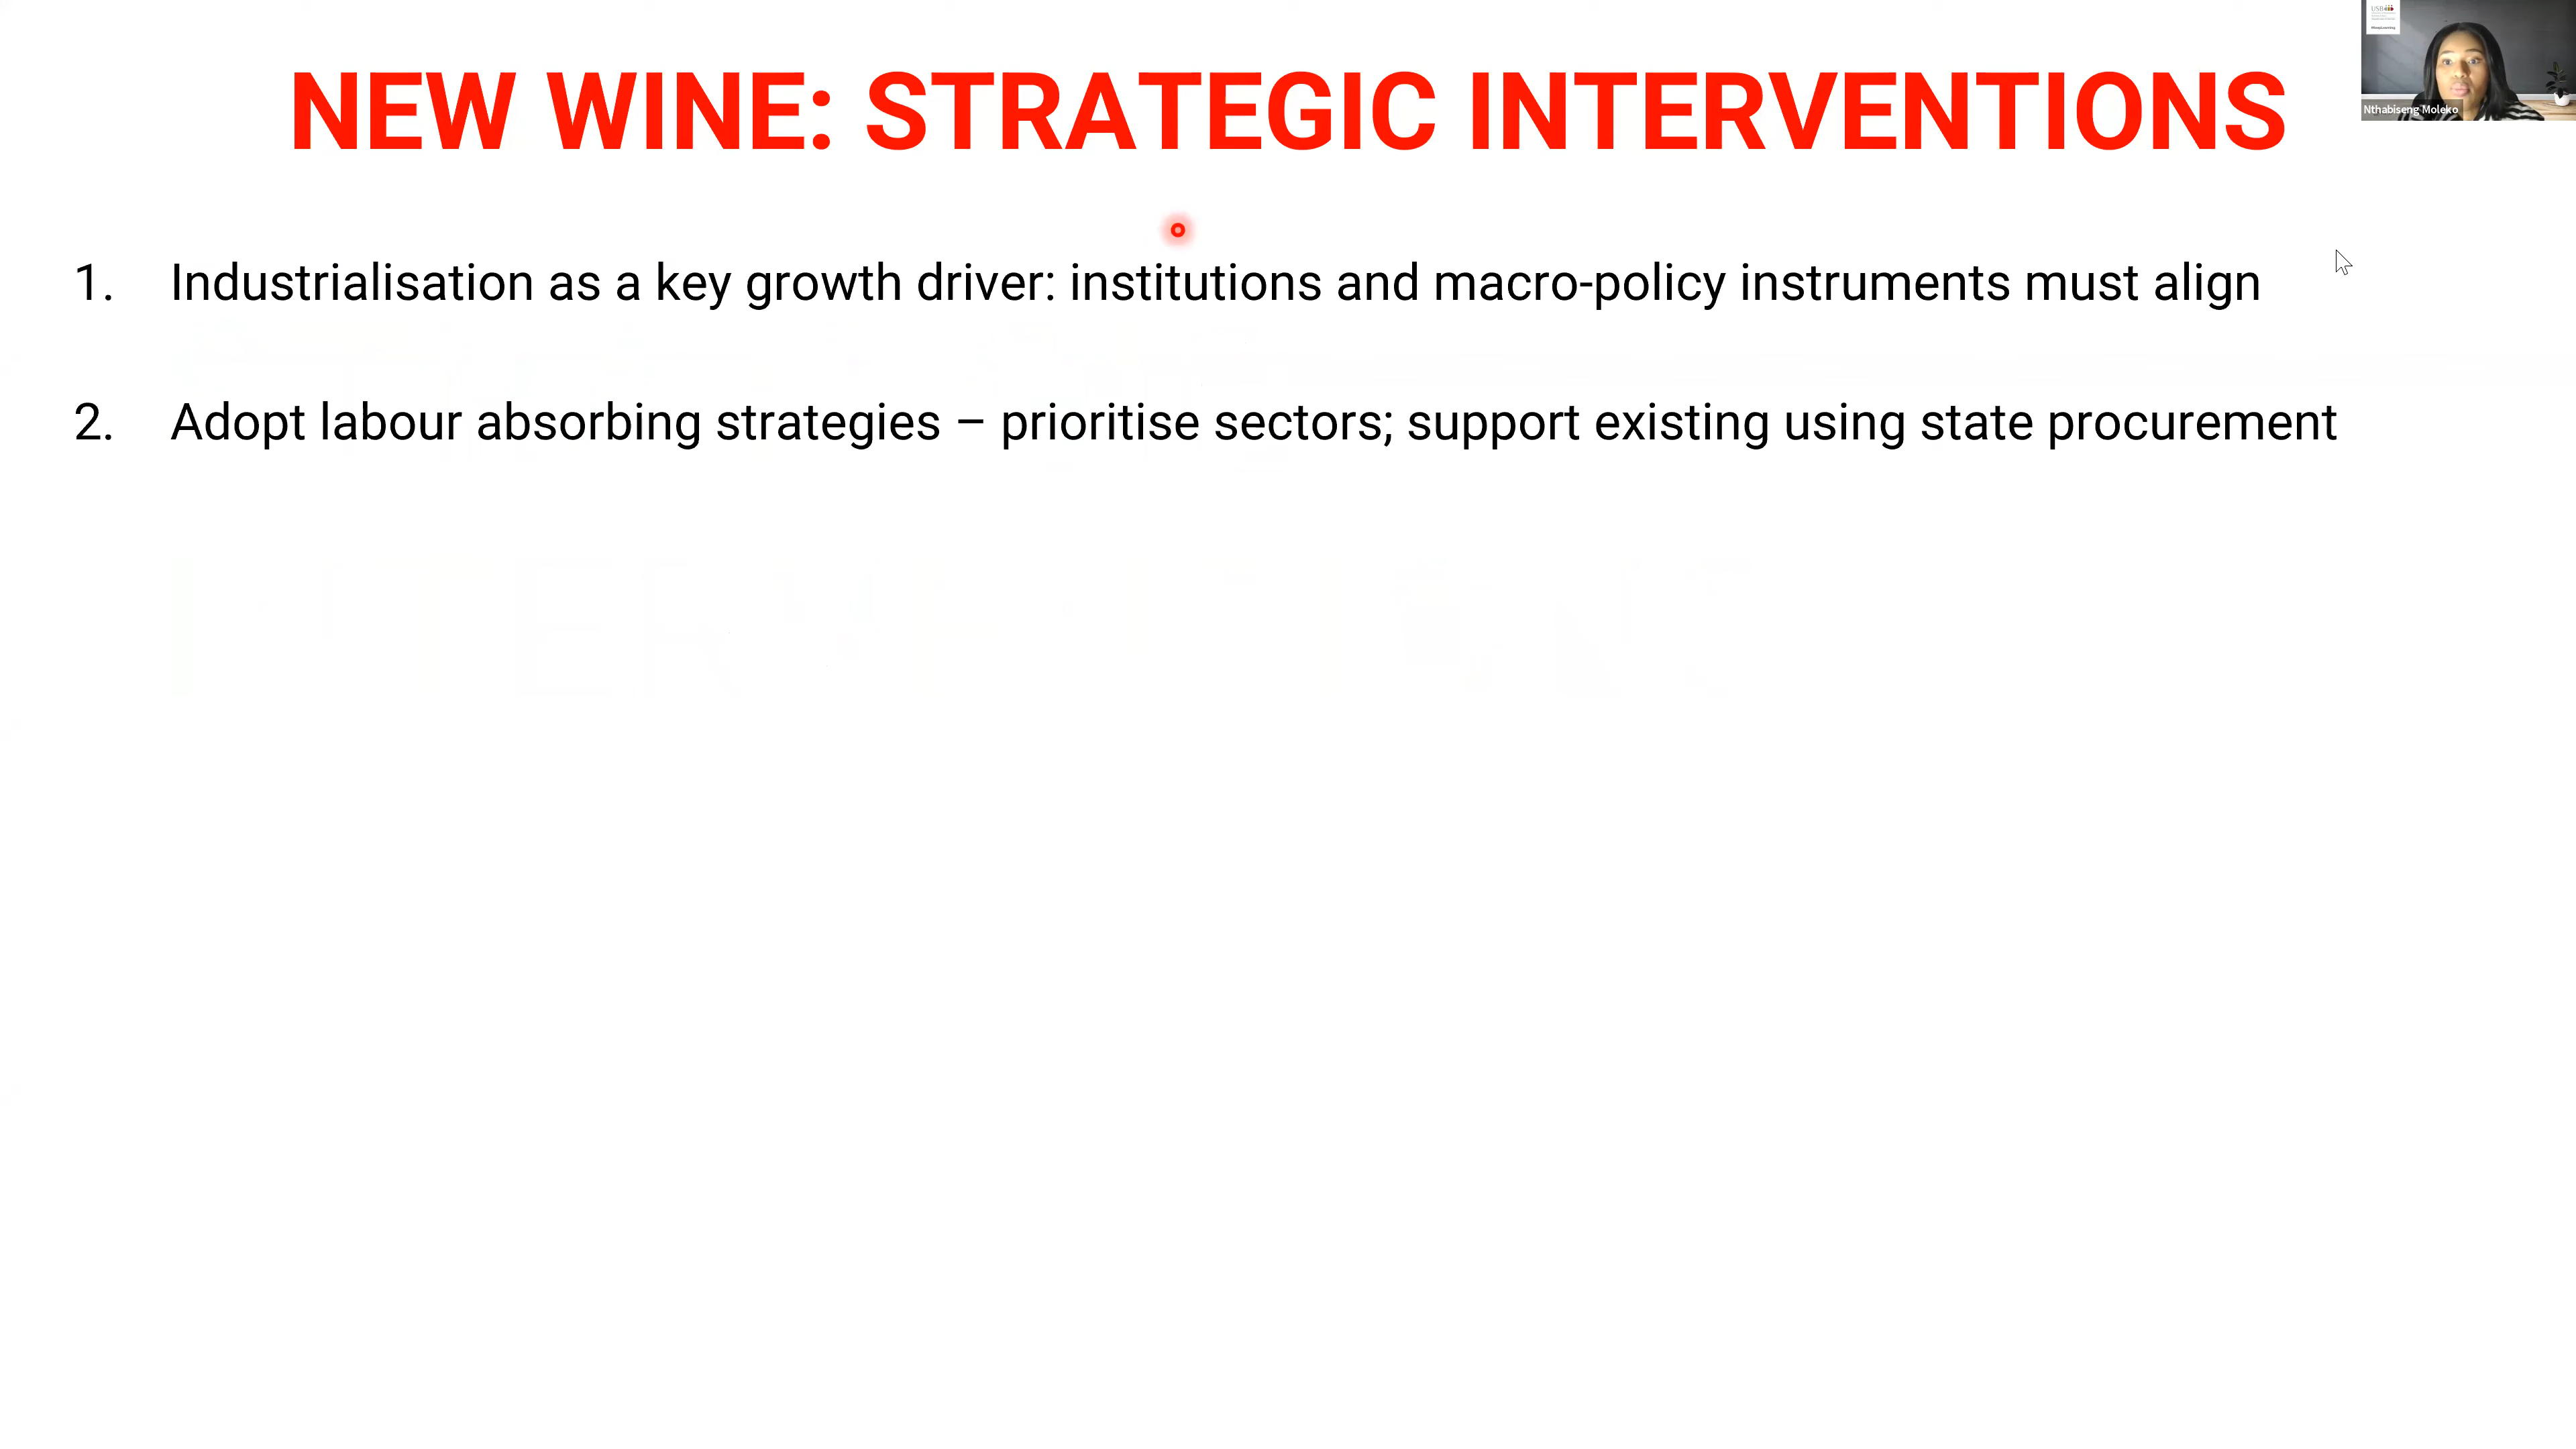 NEW WINE: STRATEGIC INTERVENTIONS
USB
Nthabiseng Moleko
1. Industrialisation as a key growth driver: institutions and macro-policy instruments must align
2. Adopt labour absorbing strategies – prioritise sectors; support existing using state procurement